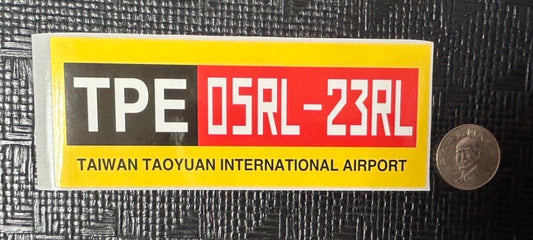 TPE 05RL-23RL
TAIWAN TAOYUAN INTERNATIONAL AIRPORT